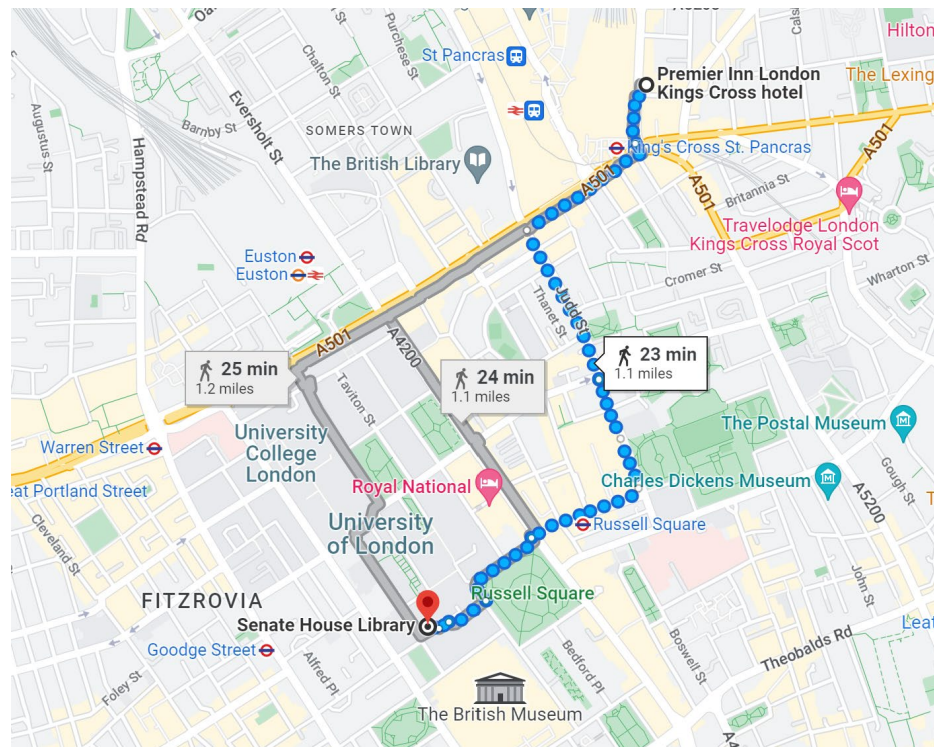 A5203
St Pancras
Premier Inn London
Kings Cross hotel
Hilton
The Lexing
Chalton St
Purchese St
Eversholt St
Barnby St
Augustus St
Hampstead Rd
SOMERS TOWN
The British Library
King's Cross St. Pancras
A501
A501
A501
Britannia St
Travelodge London
Kings Cross Royal Scot
Wharton St
Cromer St
Euston
Euston
Thanet St
Judd St
A501
A4200
25 min
1.2 miles
24 min
1.1 miles
23 min
1.1 miles
Taviton St
Warren Street
University
College
London
The Postal Museum
Gough St
eat Portland Street
Royal National
Charles Dickens Museum
A5200
Cleveland St
University
of London
Russell Square
John St
FITZROVIA
Russell Square
Senate House Library
Goodge Street
Alfred Pl
Foley St
Bedford Pl
Boswell St
Theobalds Rd
Leat
The British Museum